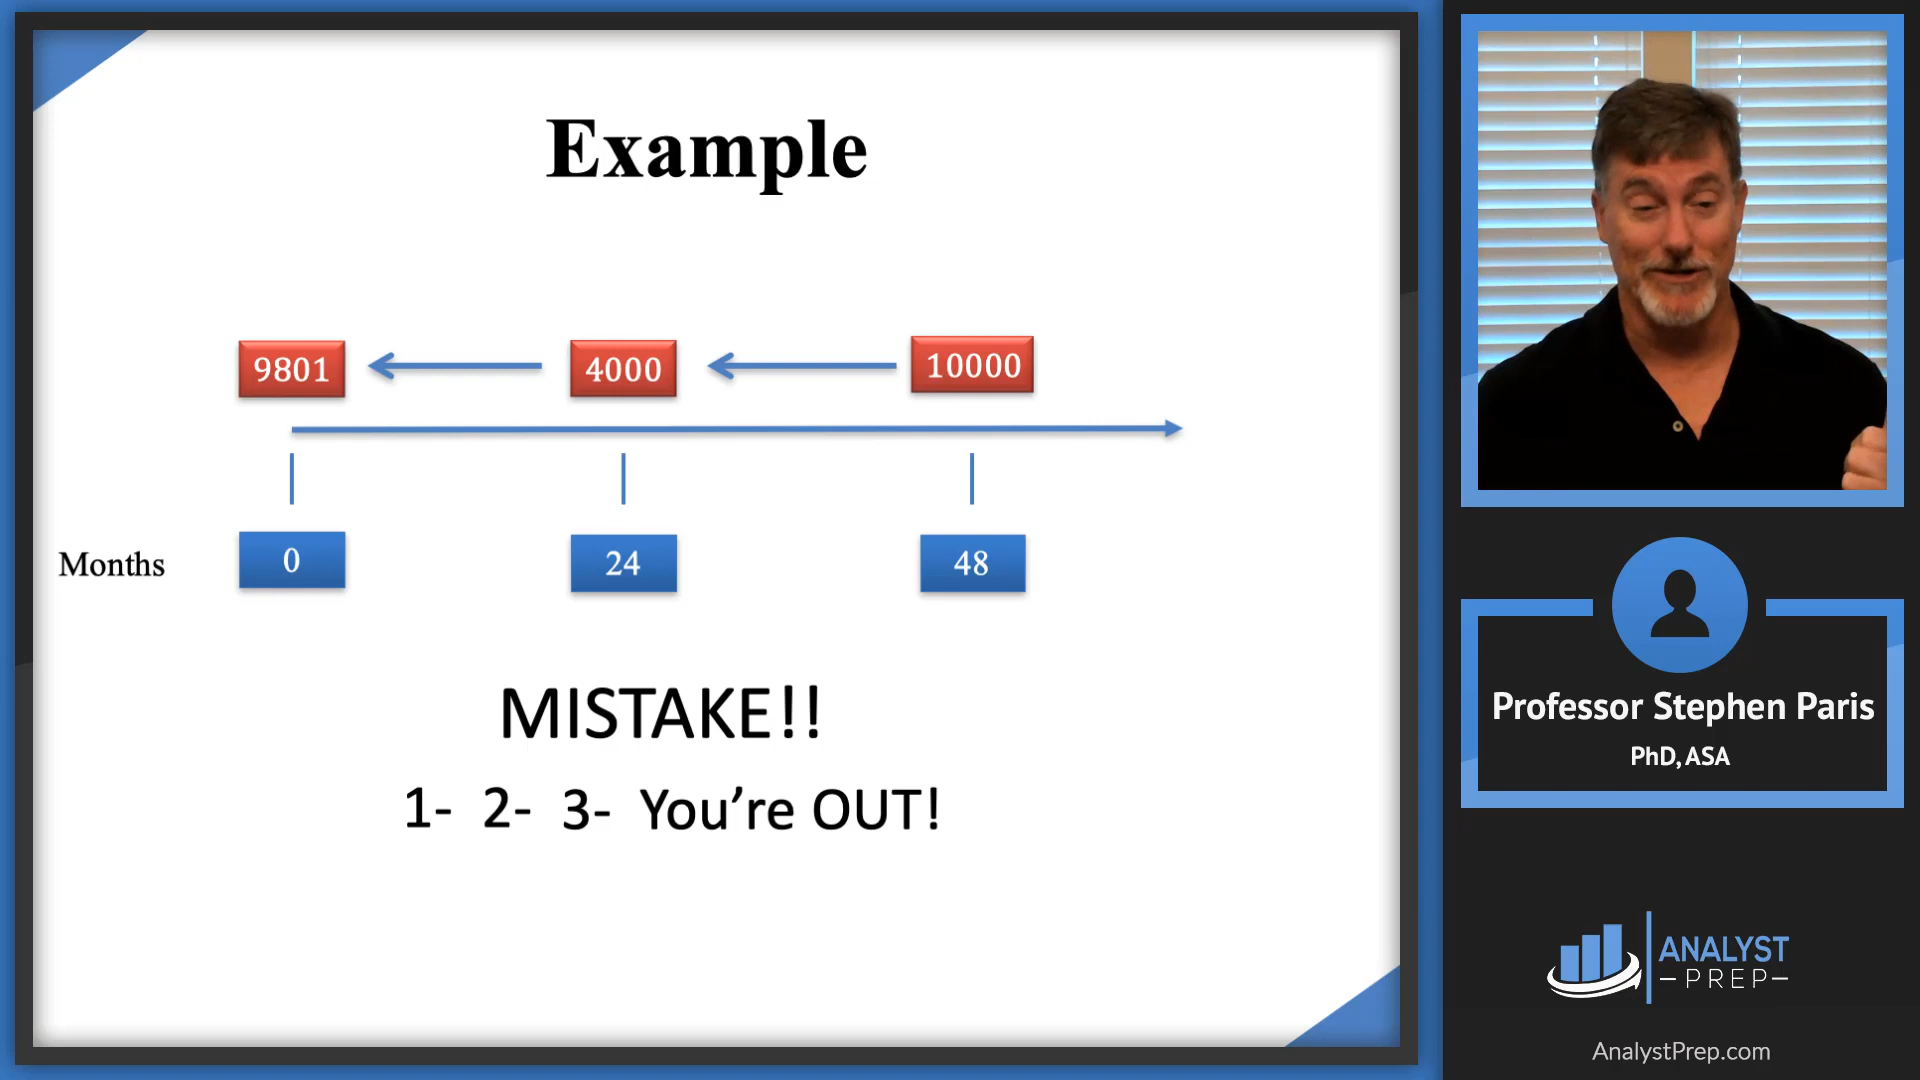 Example
9801 4000 10000
Months 0 24 48
MISTAKE!!
1- 2- 3- You’re OUT!
Professor Stephen Paris
PhD, ASA
ANALYST
PREP
AnalystPrep.com